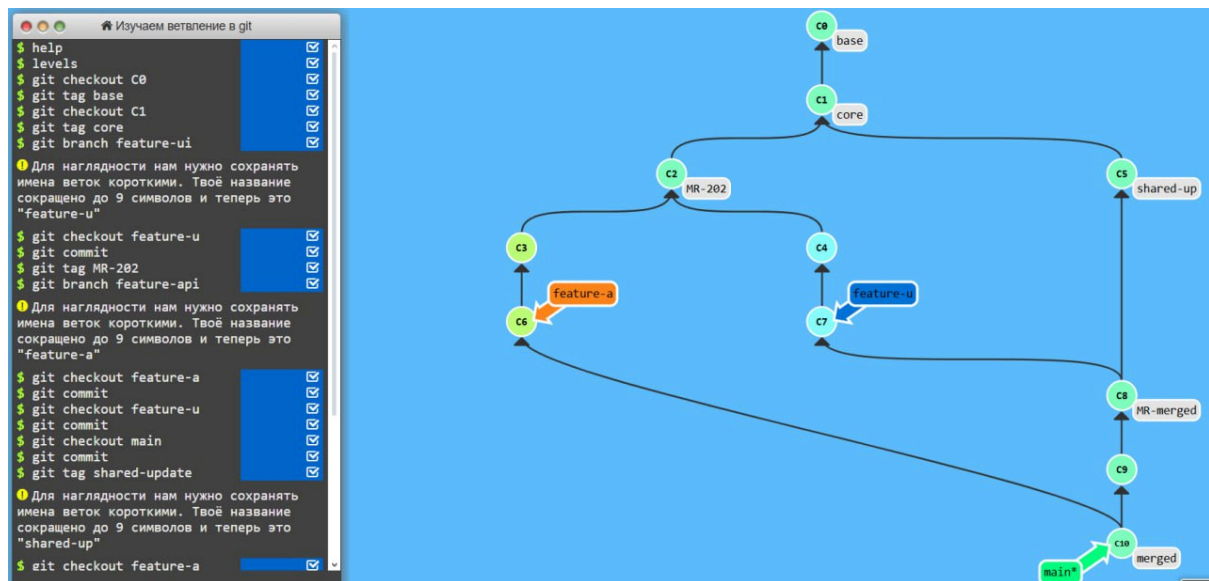 Изучаем ветвление в git
$ help
$ levels
$ git checkout C0
$ git tag base
$ git checkout C1
$ git tag core
$ git branch feature-ui
Для наглядности нам нужно сохранять
имена веток короткими. Твоё название
сокращено до 9 символов и теперь это
"feature-u"
$ git checkout feature-u
$ git commit
$ git tag MR-202
$ git branch feature-api
Для наглядности нам нужно сохранять
имена веток короткими. Твоё название
сокращено до 9 символов и теперь это
"feature-a"
$ git checkout feature-a
$ git commit
$ git checkout feature-u
$ git commit
$ git checkout main
$ git commit
$ git tag shared-update
Для наглядности нам нужно сохранять
имена веток короткими. Твоё название
сокращено до 9 символов и теперь это
"shared-up"
$ git checkout feature-a
C0
base
C1
core
C2
MR-202
C5
shared-up
C3
C4
feature-a
feature-u
C6
C7
C8
MR-merged
C9
C10
merged
main*